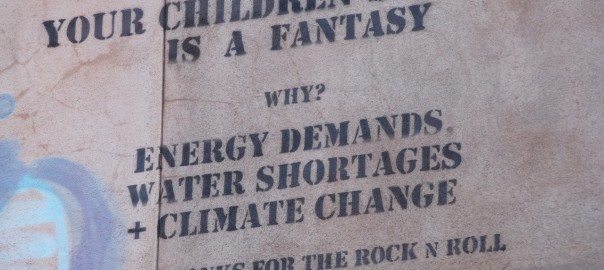 YOUR CHILDREN
IS A FANTASY
WHY?
ENERGY DEMANDS,
WATER SHORTAGES
+ CLIMATE CHANGE
FOR THE ROCK N ROLL